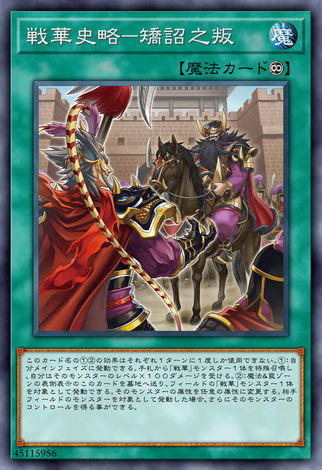 戦華史略－矯詔之叛
魔
【魔法カード♾】
このカード名の①②の効果はそれぞれ１ターンに１度しか使用できない。①：自
分メインフェイズに発動できる。手札から「戦華」モンスター１体を特殊召喚し
、自分はそのモンスターのレベル×１００ダメージを受ける。②：魔法＆罠ゾー
ンの表側表示のこのカードを墓地へ送り、フィールドの「戦華」モンスター１体
を対象として発動できる。そのモンスターの属性を任意の属性に変更する。相手
フィールドのモンスターを対象として発動した場合、さらにそのモンスターの
コントロールを得る事ができる。
45115956